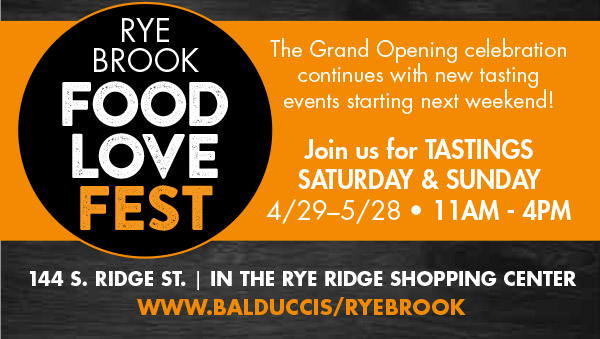 RYE
BROOK
FOOD
LOVE
FEST
The Grand Opening celebration
continues with new tasting
events starting next weekend!
Join us for TASTINGS
SATURDAY & SUNDAY
4/29–5/28 • 11AM - 4PM
144 S. RIDGE ST. | IN THE RYE RIDGE SHOPPING CENTER
WWW.BALDUCCIS/RYEBROOK